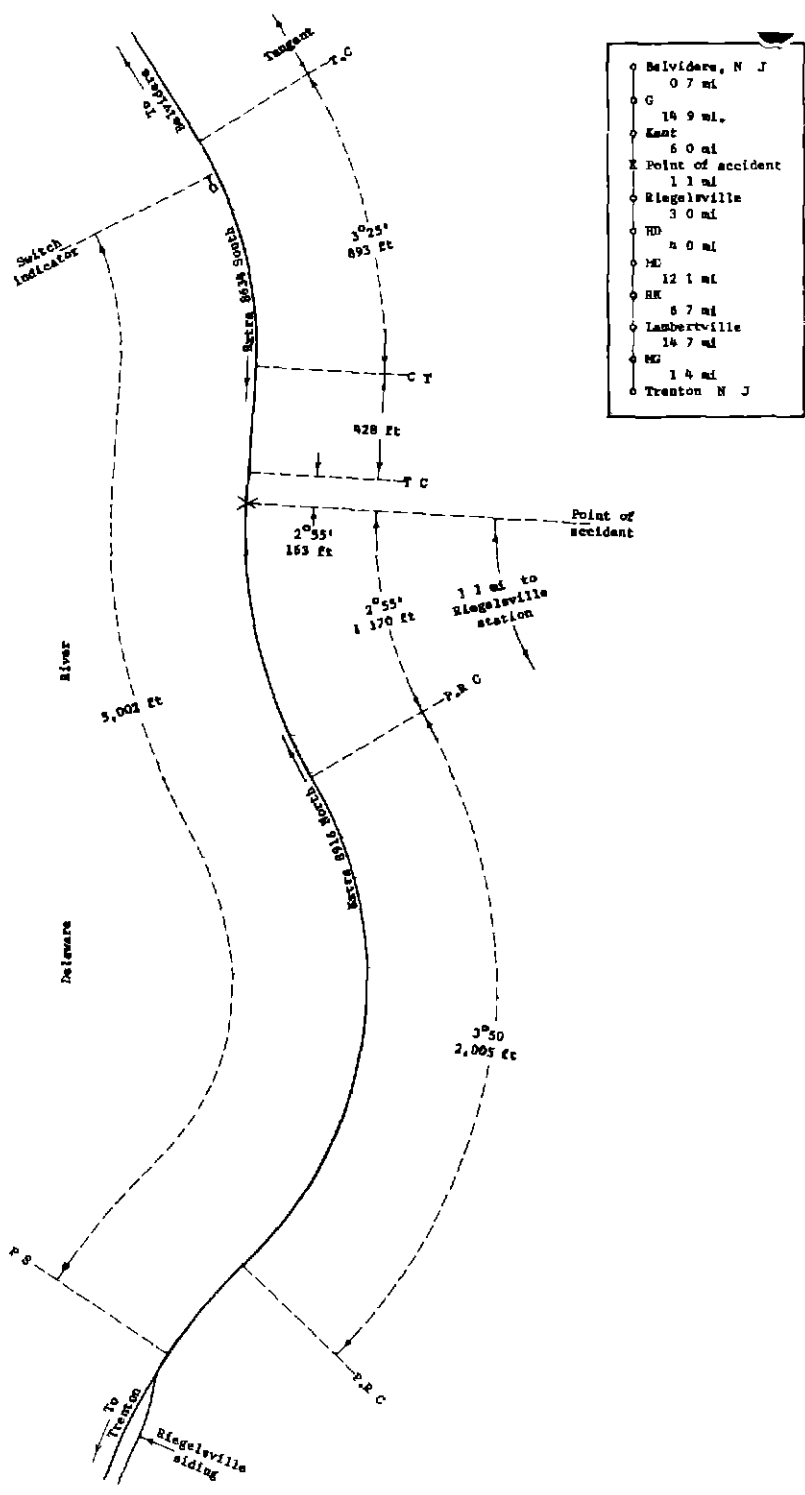 Tangent
T.C
To
Belvidere
Switch
indicator
Extra 8634 South
3°25'
893 ft
C T
428 ft
T C
Point of
accident
2°55'
163 ft
2°55'
1 170 ft
1 1 mi to
Riegelsville
station
P.R C
River
5,002 ft
Extra 8916 North
Delaware
3°50
2,005 ft
P S
P.R C
To
Trenton
Riegelsville
siding
Belvidere, N J
0 7 mi
G
14 9 mi.
Kent
6 0 mi
X Point of accident
1 1 mi
Riegelsville
3 0 mi
4 0 mi
12 1 mi
RK
6 7 mi
Lambertville
14 7 mi
MG
1 4 mi
Trenton N J